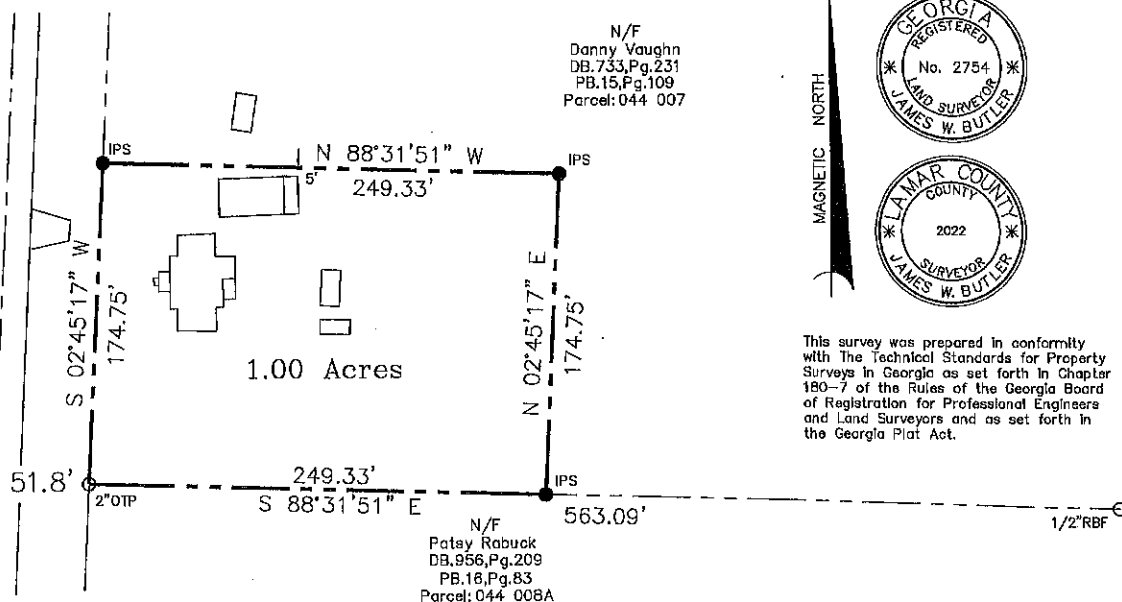 N/F
Danny Vaughn
DB.733,Pg.231
PB.15,Pg.109
Parcel: 044 007
MAGNETIC NORTH
GEORGIA
REGISTERED
No. 2754
LAND SURVEYOR
JAMES W. BUTLER
LAMAR COUNTY
COUNTY
2022
SURVEYOR
JAMES W. BUTLER
IPS
N 88°31'51" W
249.33'
5'
IPS
S 02°45'17" W
174.75'
N 02°45'17" E
174.75'
1.00 Acres
This survey was prepared in conformity
with The Technical Standards for Property
Surveys in Georgia as set forth in Chapter
180-7 of the Rules of the Georgia Board
of Registration for Professional Engineers
and Land Surveyors and as set forth in
the Georgia Plat Act.
51.8'
2"OTP
249.33'
S 88°31'51" E
IPS
563.09'
1/2"RBF
N/F
Patsy Rabuck
DB.956,Pg.209
PB.16,Pg.83
Parcel: 044 008A